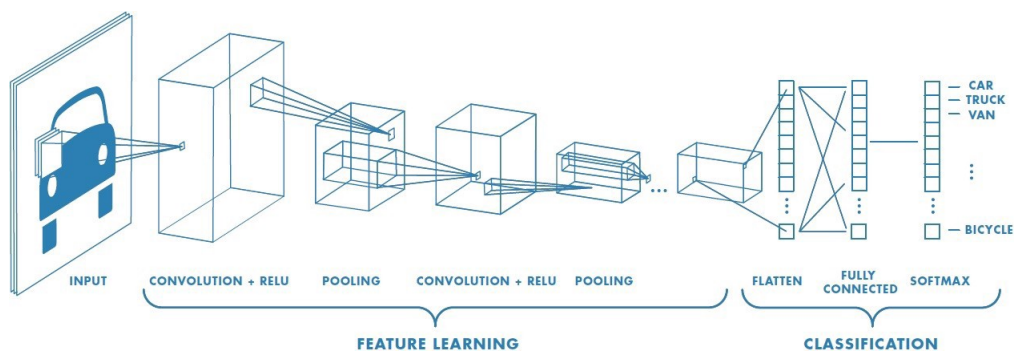 CAR
TRUCK
VAN
BICYCLE
INPUT
CONVOLUTION + RELU
POOLING
CONVOLUTION + RELU
POOLING
FLATTEN
FULLY
CONNECTED
SOFTMAX
FEATURE LEARNING
CLASSIFICATION